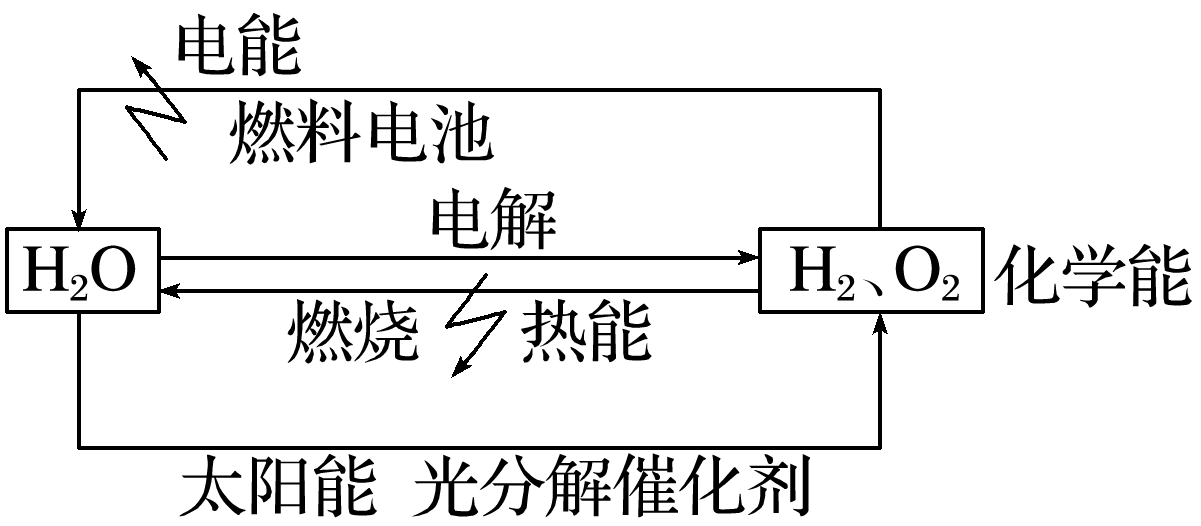 电能
燃料电池
电解
H₂O
H₂、O₂ 化学能
燃烧 热能
太阳能 光分解催化剂